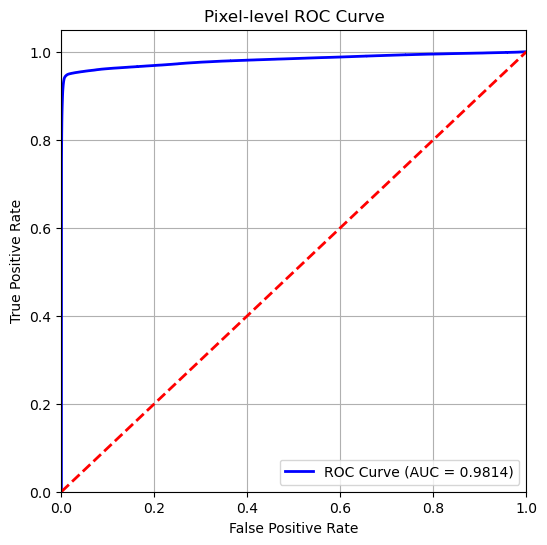 Pixel-level ROC Curve
True Positive Rate
1.0
0.8
0.6
0.4
0.2
0.0
0.0 0.2 0.4 0.6 0.8 1.0
False Positive Rate
ROC Curve (AUC = 0.9814)